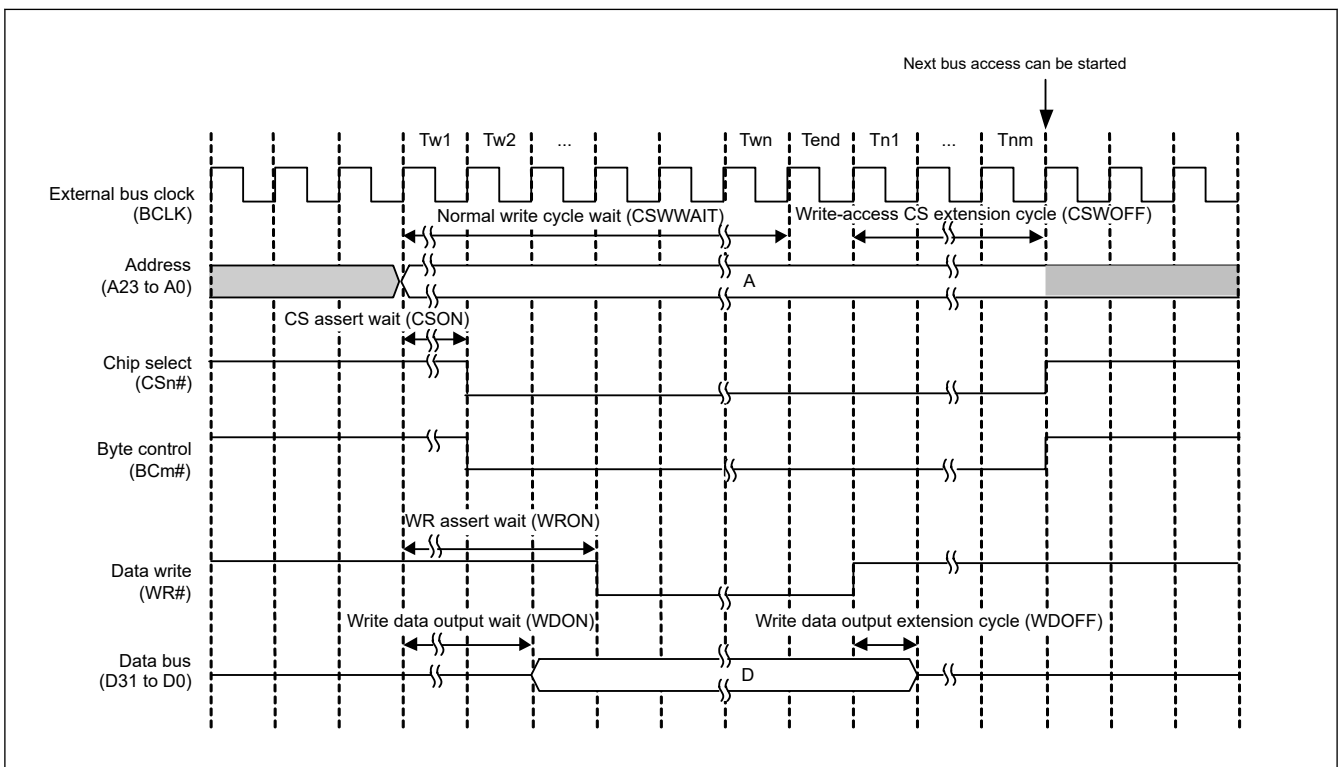 Next bus access can be started
Tw1 Tw2 ... Twn Tend Tn1 ... Tnm
External bus clock
(BCLK)
Normal write cycle wait (CSWWAIT) Write-access CS extension cycle (CSWOFF)
Address
(A23 to A0)
A
CS assert wait (CSON)
Chip select
(CSn#)
Byte control
(BCm#)
WR assert wait (WRON)
Data write
(WR#)
Write data output wait (WDON) Write data output extension cycle (WDOFF)
Data bus
(D31 to D0)
D